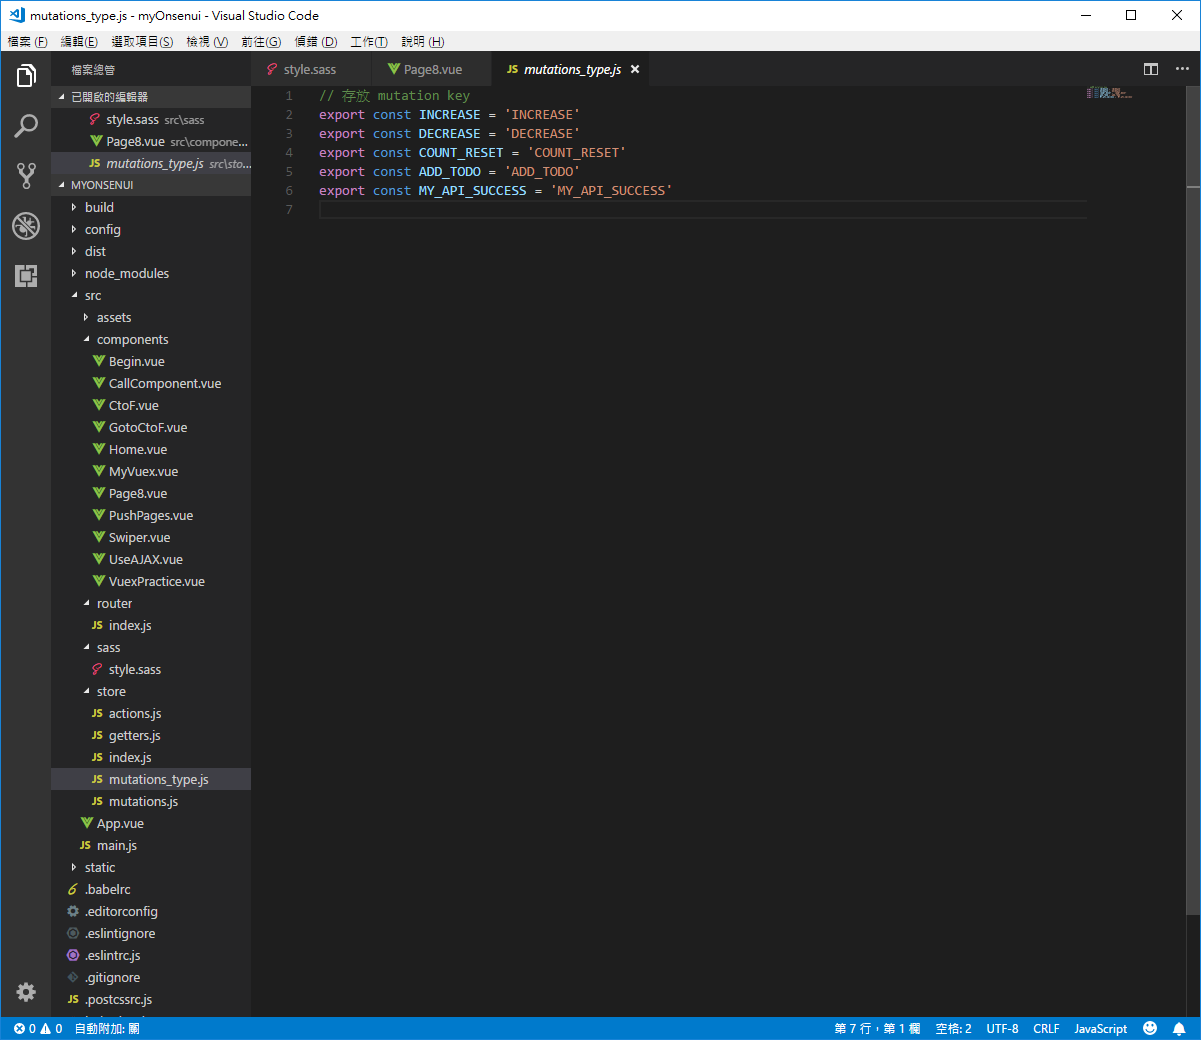 mutations_type.js - myOnsenui - Visual Studio Code
檔案 (F) 編輯(E) 選取項目(S) 檢視 (V) 前往(G) 偵錯 (D) 工作(T) 說明 (H)
檔案總管
已開啟的編輯器
style.sass src\sass
Page8.vue src\compone...
JS mutations_type.js src\sto...
MYONSENUI
build
config
dist
node_modules
src
assets
components
Begin.vue
CallComponent.vue
CtoF.vue
GotoCtoF.vue
Home.vue
MyVuex.vue
Page8.vue
PushPages.vue
Swiper.vue
UseAJAX.vue
VuexPractice.vue
router
JS index.js
sass
style.sass
store
JS actions.js
JS getters.js
JS index.js
JS mutations_type.js
JS mutations.js
App.vue
JS main.js
static
.babelrc
.editorconfig
.eslintignore
.eslintrc.js
.gitignore
JS .postcssrc.js
style.sass Page8.vue JS mutations_type.js
1 // 存放 mutation key
2 export const INCREASE = 'INCREASE'
3 export const DECREASE = 'DECREASE'
4 export const COUNT_RESET = 'COUNT_RESET'
5 export const ADD_TODO = 'ADD_TODO'
6 export const MY_API_SUCCESS = 'MY_API_SUCCESS'
7
0 0 自動附加: 關 第 7 行，第 1 欄 空格: 2 UTF-8 CRLF JavaScript